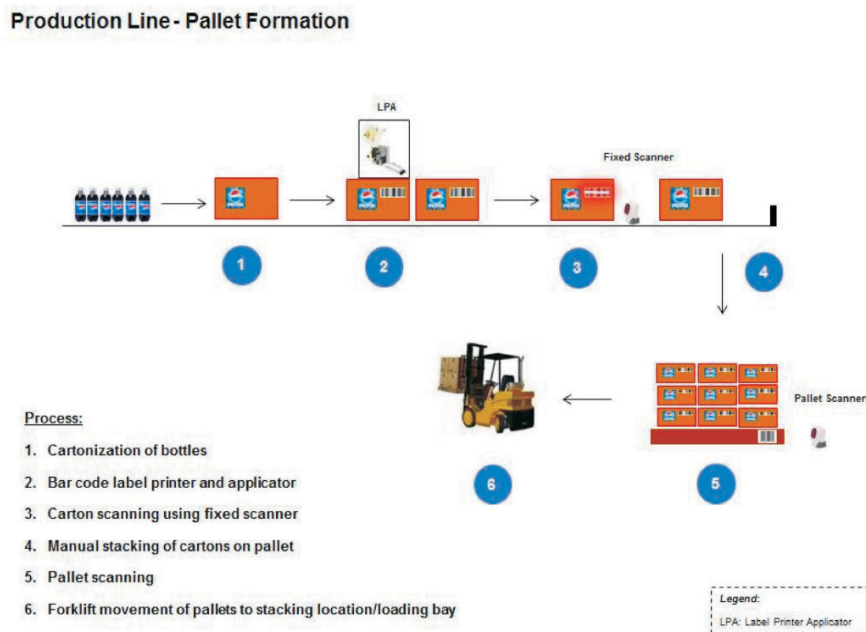 Production Line - Pallet Formation
LPA
Fixed Scanner
1
2
3
4
Pallet Scanner
6
5
Process:
1. Cartonization of bottles
2. Bar code label printer and applicator
3. Carton scanning using fixed scanner
4. Manual stacking of cartons on pallet
5. Pallet scanning
6. Forklift movement of pallets to stacking location/loading bay
Legend:
LPA: Label Printer Applicator